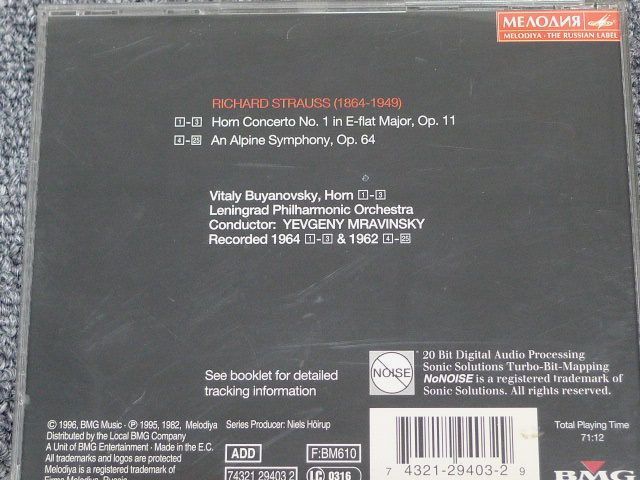 МЕЛОДИЯ
MELODIYA · THE RUSSIAN LABEL
RICHARD STRAUSS (1864-1949)
1-3 Horn Concerto No. 1 in E-flat Major, Op. 11
4-25 An Alpine Symphony, Op. 64
Vitaly Buyanovsky, Horn 1-3
Leningrad Philharmonic Orchestra
Conductor: YEVGENY MRAVINSKY
Recorded 1964 1-3 & 1962 4-25
See booklet for detailed
tracking information
NOISE
20 Bit Digital Audio Processing
Sonic Solutions Turbo-Bit-Mapping
NoNOISE is a registered trademark of
Sonic Solutions. All rights reserved.
© 1996, BMG Music · ℗ 1995, 1982, Melodiya
Distributed by the Local BMG Company
A Unit of BMG Entertainment · Made in the E.C.
All trademarks and logos are protected
Melodiya is a registered trademark of
Firma Melodiya, Russia
Series Producer: Niels Höirup
ADD
F:BM610
74321 29403 2
LC 0316
7 4321-29403-2 9
Total Playing Time
71:12
BMG